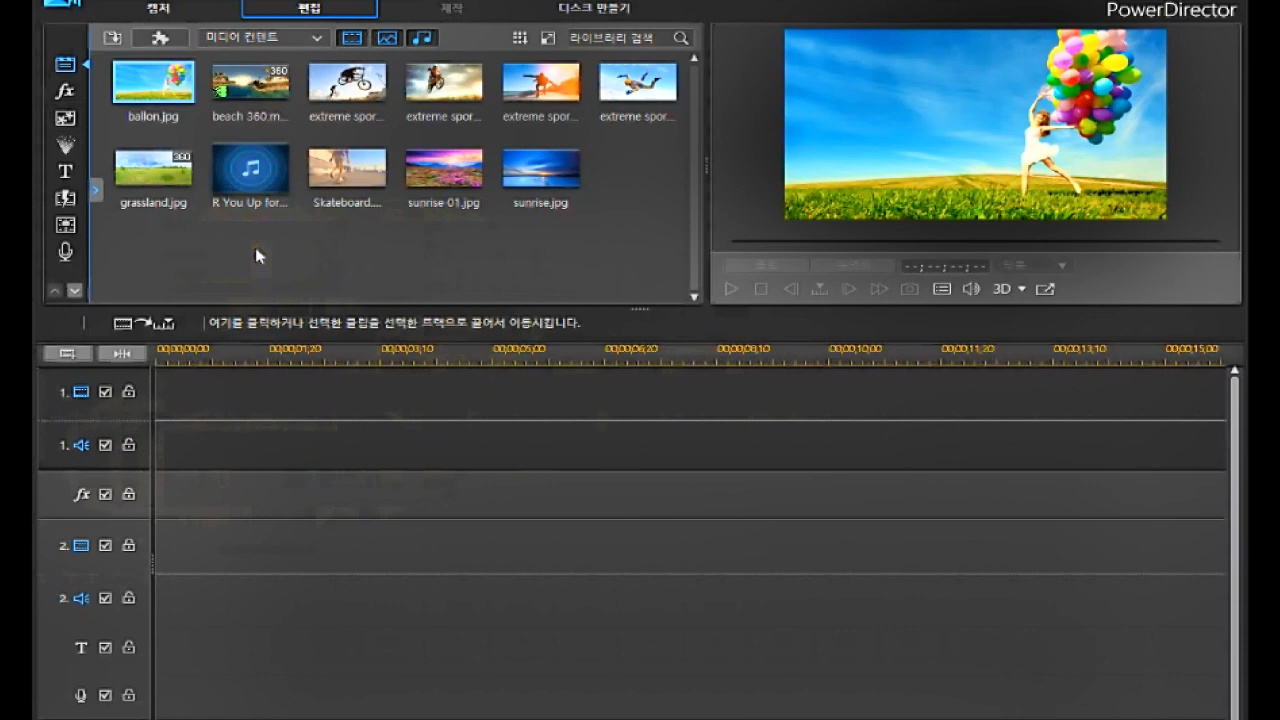 캡처 편집 제작 디스크 만들기 PowerDirector
미디어 컨텐트 라이브러리 검색
360
ballon.jpg beach 360.m... extreme spor... extreme spor... extreme spor... extreme spor...
360
grassland.jpg R You Up for... Skateboard.... sunrise-01.jpg sunrise.jpg
fx
T
--;--;--;--
3D
여기를 클릭하거나 선택한 클립을 선택한 트랙으로 끌어서 이동시킵니다.
00;00;00;00 00;00;01;20 00;00;03;10 00;00;05;00 00;00;06;20 00;00;08;10 00;00;10;00 00;00;11;20 00;00;13;10 00;00;15;00
1.
1.
fx
2.
2.
T